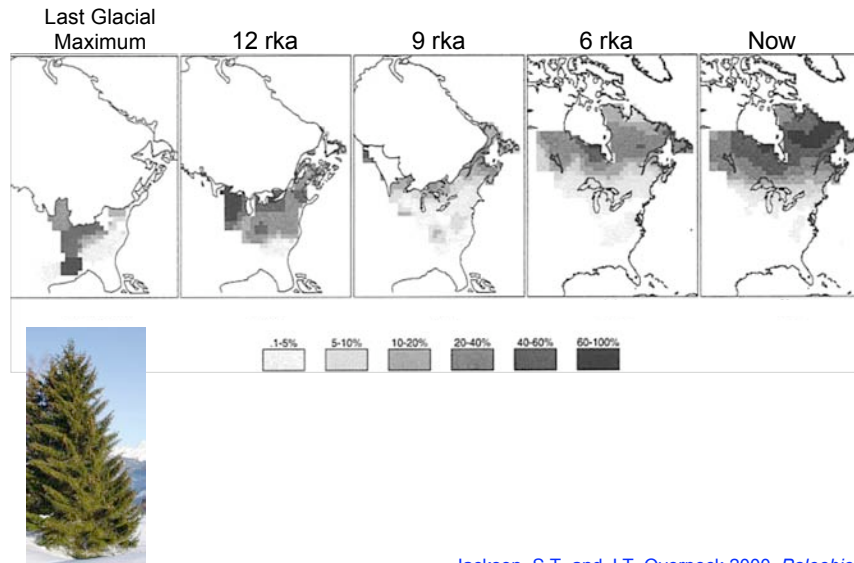 Last Glacial
Maximum
12 rka
9 rka
6 rka
Now
.1-5%
5-10%
10-20%
20-40%
40-60%
60-100%